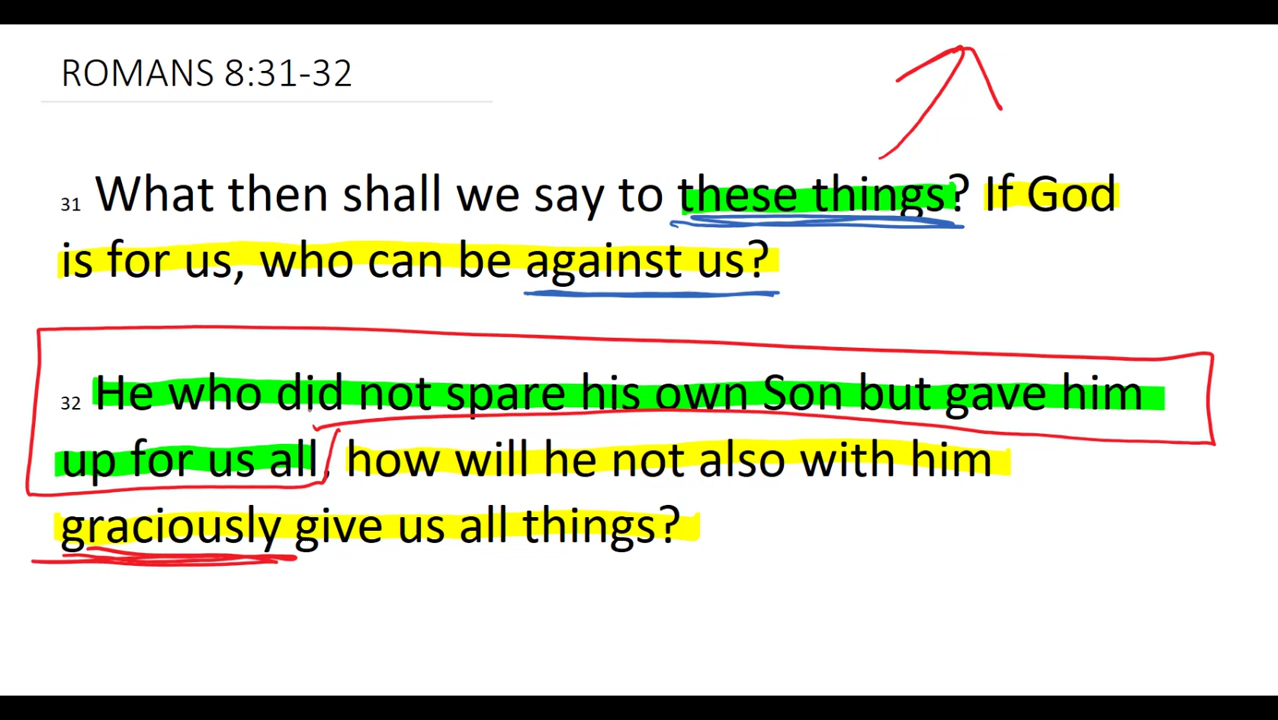 ROMANS 8:31-32
31 What then shall we say to these things? If God
is for us, who can be against us?
32 He who did not spare his own Son but gave him
up for us all, how will he not also with him
graciously give us all things?